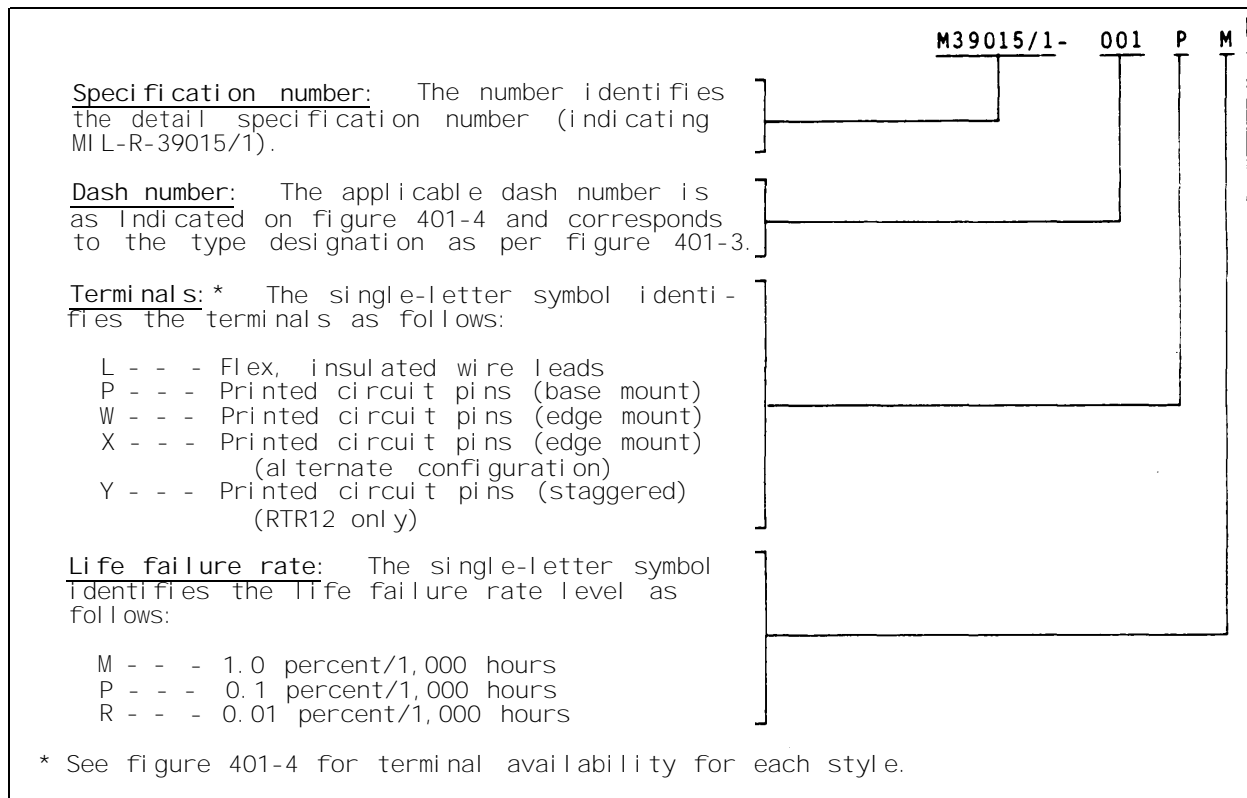 M39015/1- 001 P M
Specification number: The number identifies
the detail specification number (indicating
MIL-R-39015/1).
Dash number: The applicable dash number is
as Indicated on figure 401-4 and corresponds
to the type designation as per figure 401-3.
Terminals: * The single-letter symbol identi-
fies the terminals as follows:
L - - - Flex, insulated wire leads
P - - - Printed circuit pins (base mount)
W - - - Printed circuit pins (edge mount)
X - - - Printed circuit pins (edge mount)
(alternate configuration)
Y - - - Printed circuit pins (staggered)
(RTR12 only)
Life failure rate: The single-letter symbol
identifies the life failure rate level as
follows:
M - - - 1.0 percent/1,000 hours
P - - - 0.1 percent/1,000 hours
R - - - 0.01 percent/1,000 hours
* See figure 401-4 for terminal availability for each style.